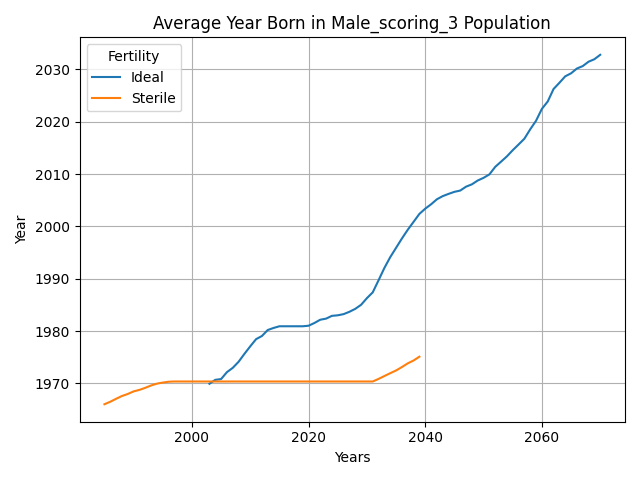 Average Year Born in Male_scoring_3 Population
Fertility
Ideal
Sterile
Year
2030
2020
2010
2000
1990
1980
1970
2000
2020
2040
2060
Years